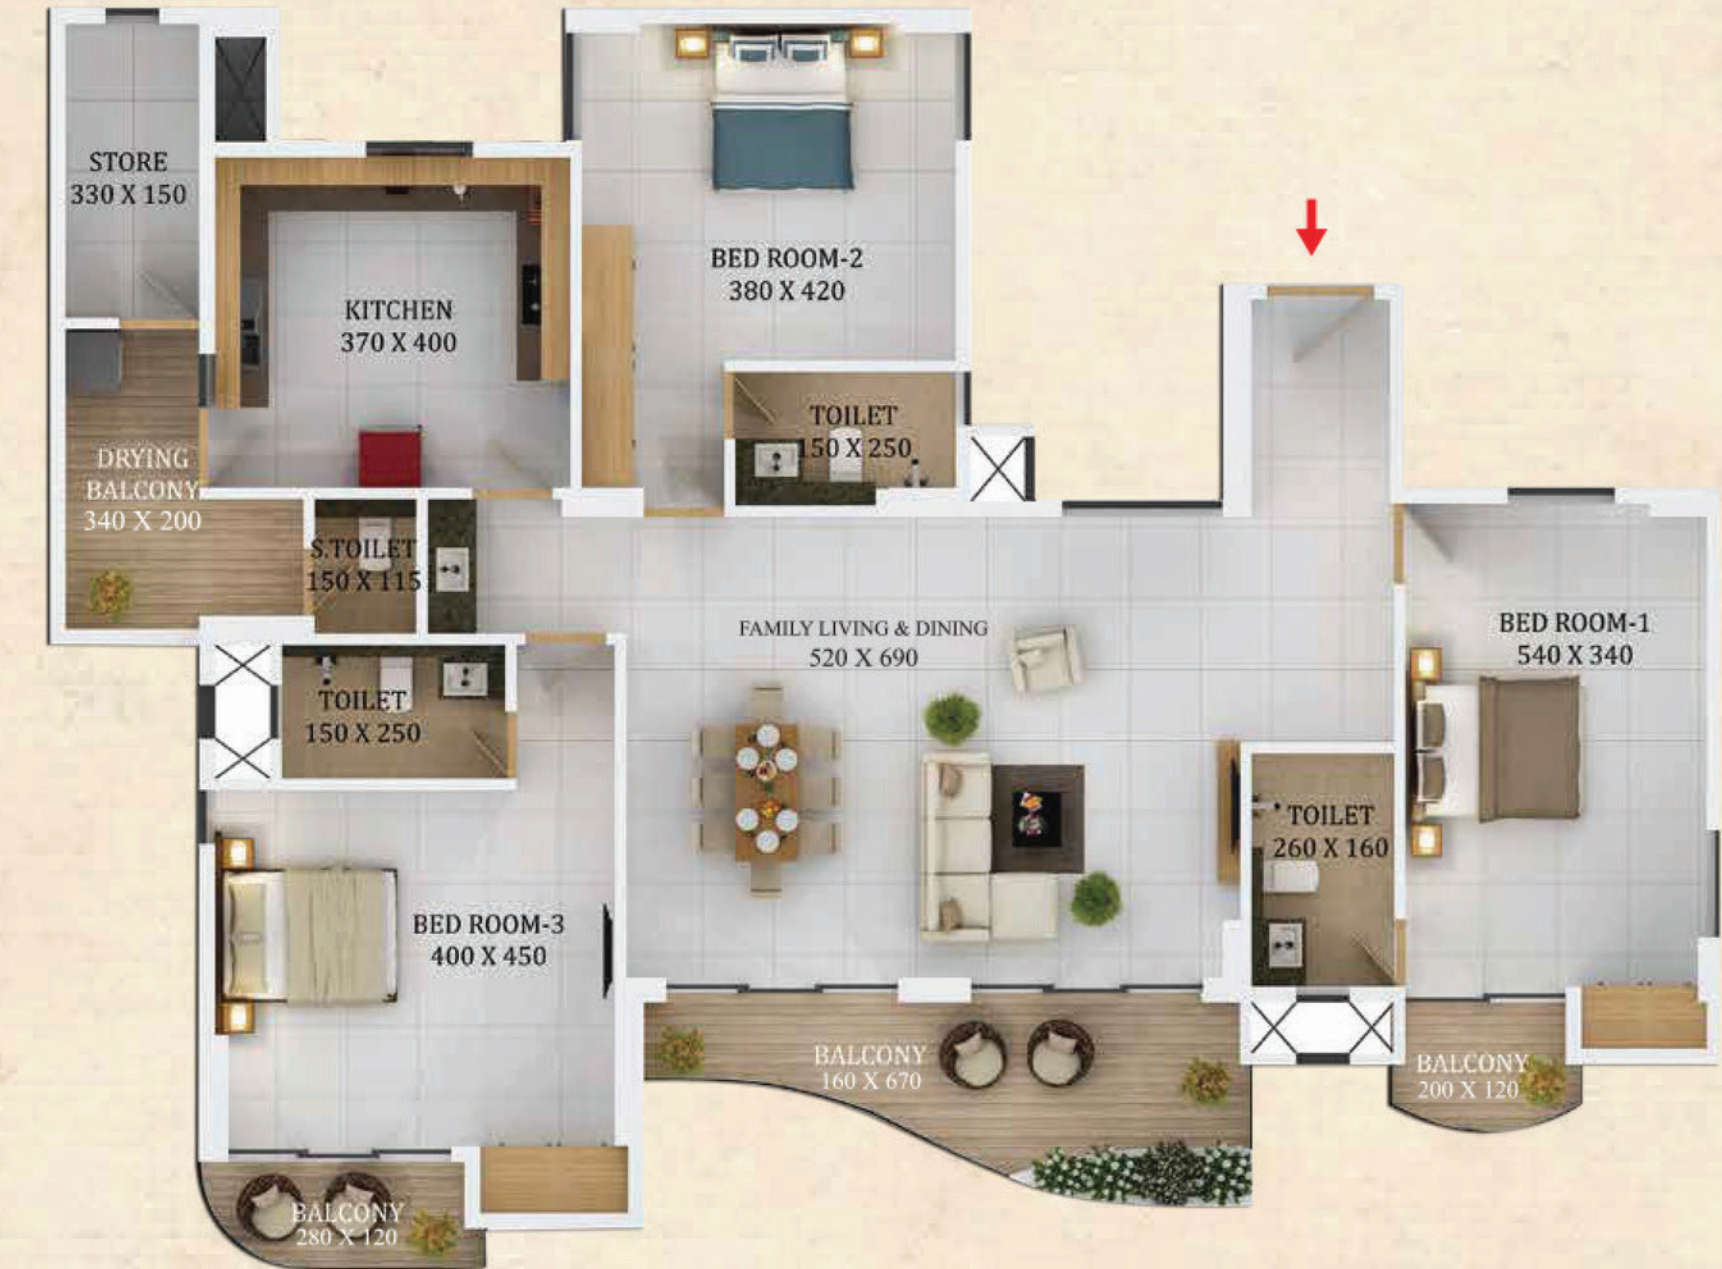 STORE
330 X 150
BED ROOM-2
380 X 420
KITCHEN
370 X 400
TOILET
150 X 250
DRYING
BALCONY
340 X 200
S.TOILET
150 X 115
FAMILY LIVING & DINING
520 X 690
BED ROOM-1
540 X 340
TOILET
150 X 250
TOILET
260 X 160
BED ROOM-3
400 X 450
BALCONY
160 X 670
BALCONY
200 X 120
BALCONY
280 X 120